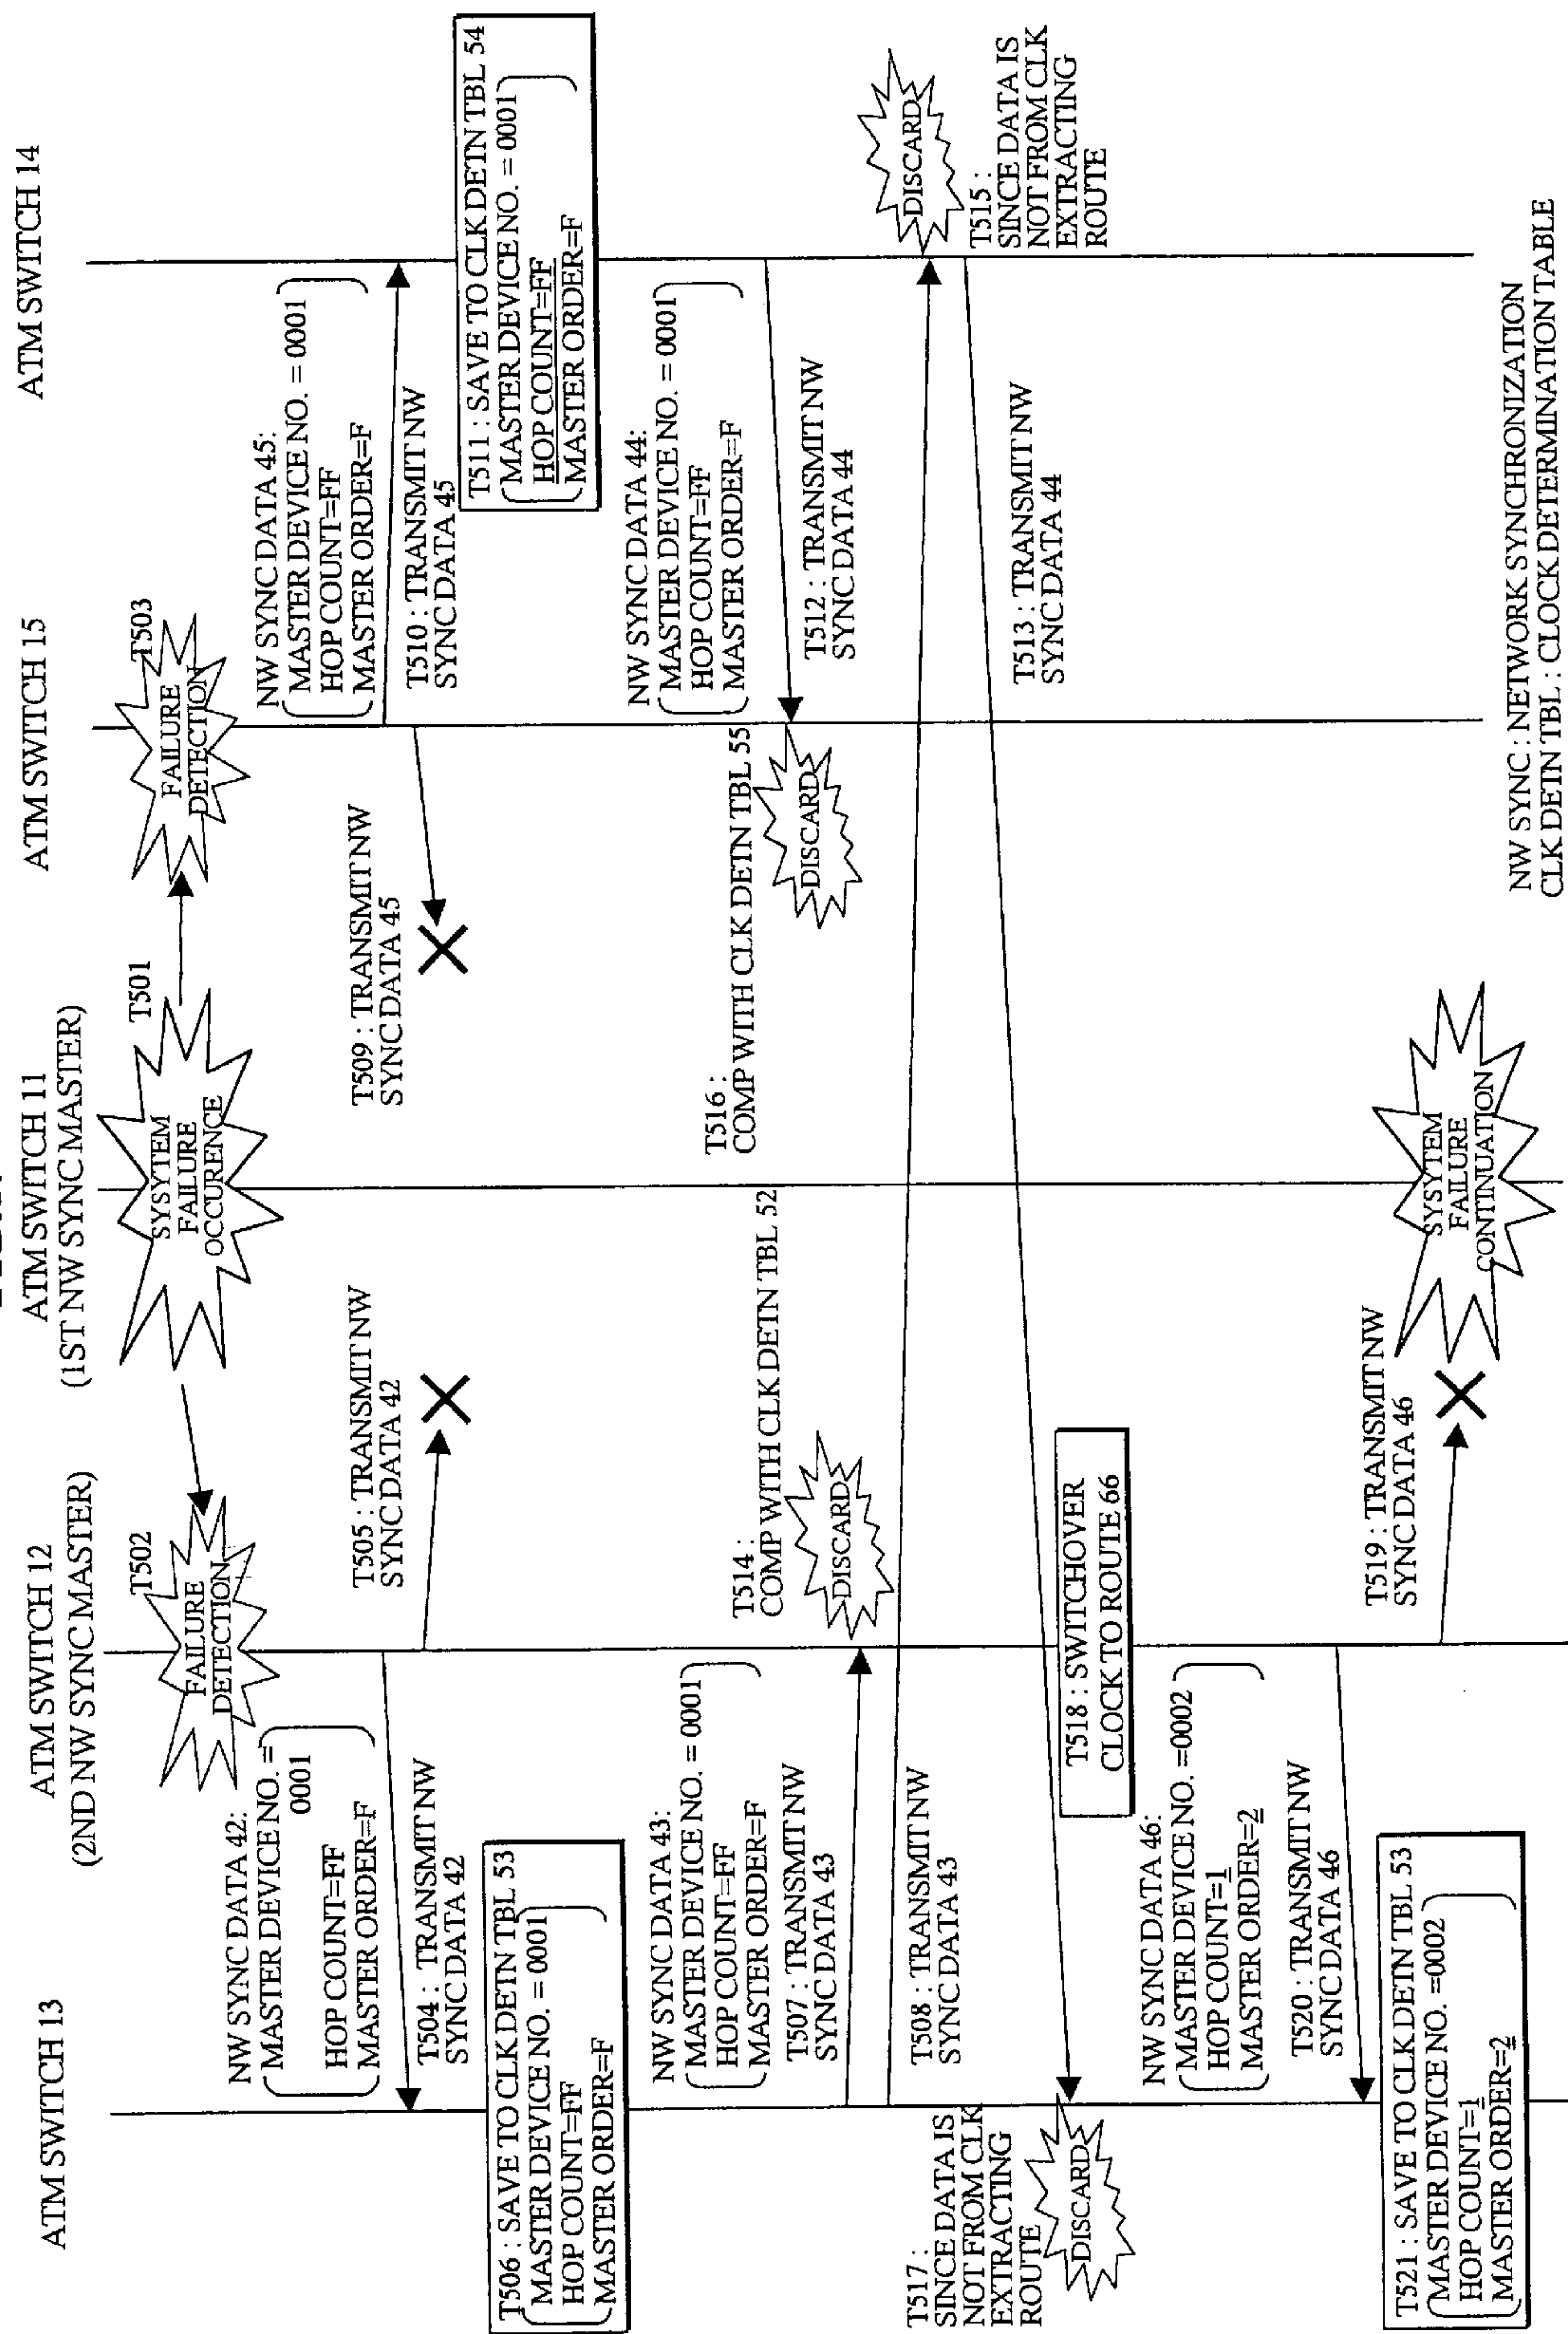 ATM SWITCH 13
ATM SWITCH 12
(2ND NW SYNC MASTER)
ATM SWITCH 11
(1ST NW SYNC MASTER)
ATM SWITCH 15
ATM SWITCH 14
T502
FAILURE
DETECTION
T501
SYSYTEM
FAILURE
OCCURENCE
T503
FAILURE
DETECTION
NW SYNC DATA 42:
MASTER DEVICE NO. =
0001
HOP COUNT=FF
MASTER ORDER=F
T504 : TRANSMIT NW
SYNC DATA 42
T505 : TRANSMIT NW
SYNC DATA 42
T509 : TRANSMIT NW
SYNC DATA 45
NW SYNC DATA 45:
MASTER DEVICE NO. = 0001
HOP COUNT=FF
MASTER ORDER=F
T510 : TRANSMIT NW
SYNC DATA 45
T506 : SAVE TO CLK DETN TBL 53
MASTER DEVICE NO. = 0001
HOP COUNT=FF
MASTER ORDER=F
T511 : SAVE TO CLK DETN TBL 54
MASTER DEVICE NO. = 0001
HOP COUNT=FF
MASTER ORDER=F
NW SYNC DATA 43:
MASTER DEVICE NO. = 0001
HOP COUNT=FF
MASTER ORDER=F
T507 : TRANSMIT NW
SYNC DATA 43
T514 :
COMP WITH CLK DETN TBL 52
DISCARD
T516 :
COMP WITH CLK DETN TBL 55
DISCARD
NW SYNC DATA 44:
MASTER DEVICE NO. = 0001
HOP COUNT=FF
MASTER ORDER=F
T512 : TRANSMIT NW
SYNC DATA 44
DISCARD
T515 :
SINCE DATA IS
NOT FROM CLK
EXTRACTING
ROUTE
T508 : TRANSMIT NW
SYNC DATA 43
T513 : TRANSMIT NW
SYNC DATA 44
T517 :
SINCE DATA IS
NOT FROM CLK
EXTRACTING
ROUTE
DISCARD
T518 : SWITCHOVER
CLOCK TO ROUTE 66
NW SYNC DATA 46:
MASTER DEVICE NO. =0002
HOP COUNT=1
MASTER ORDER=2
T520 : TRANSMIT NW
SYNC DATA 46
T519 : TRANSMIT NW
SYNC DATA 46
SYSYTEM
FAILURE
CONTINUATION
T521 : SAVE TO CLK DETN TBL 53
MASTER DEVICE NO. =0002
HOP COUNT=1
MASTER ORDER=2
NW SYNC : NETWORK SYNCHRONIZATION
CLK DETN TBL : CLOCK DETERMINATION TABLE